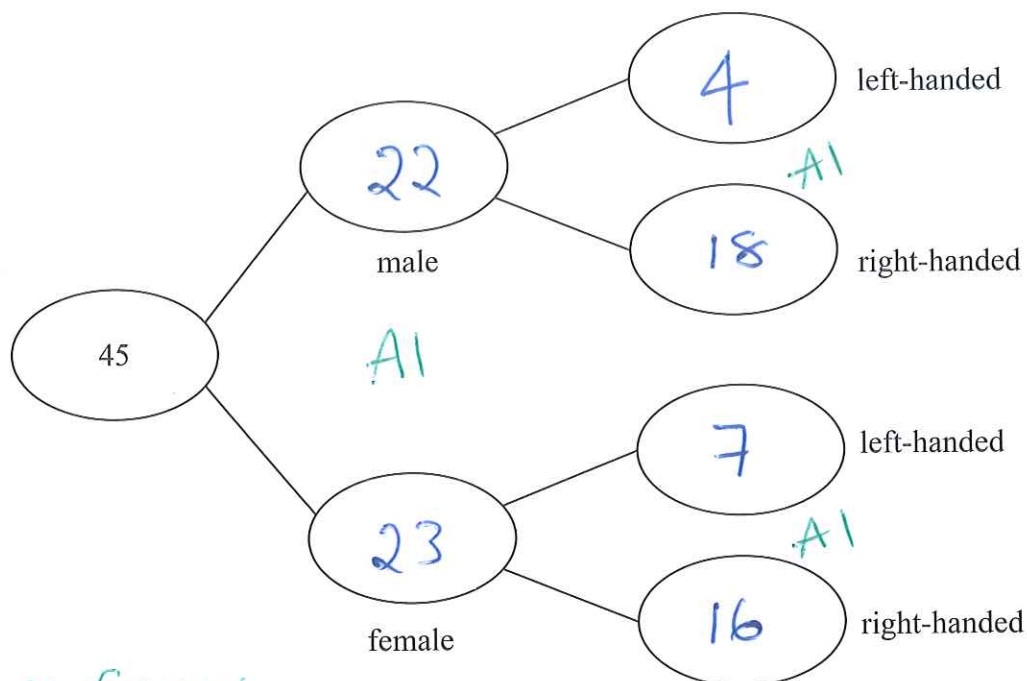 4 left-handed
A1
22
18 right-handed
male
45
A1
7 left-handed
A1
23
16 right-handed
female